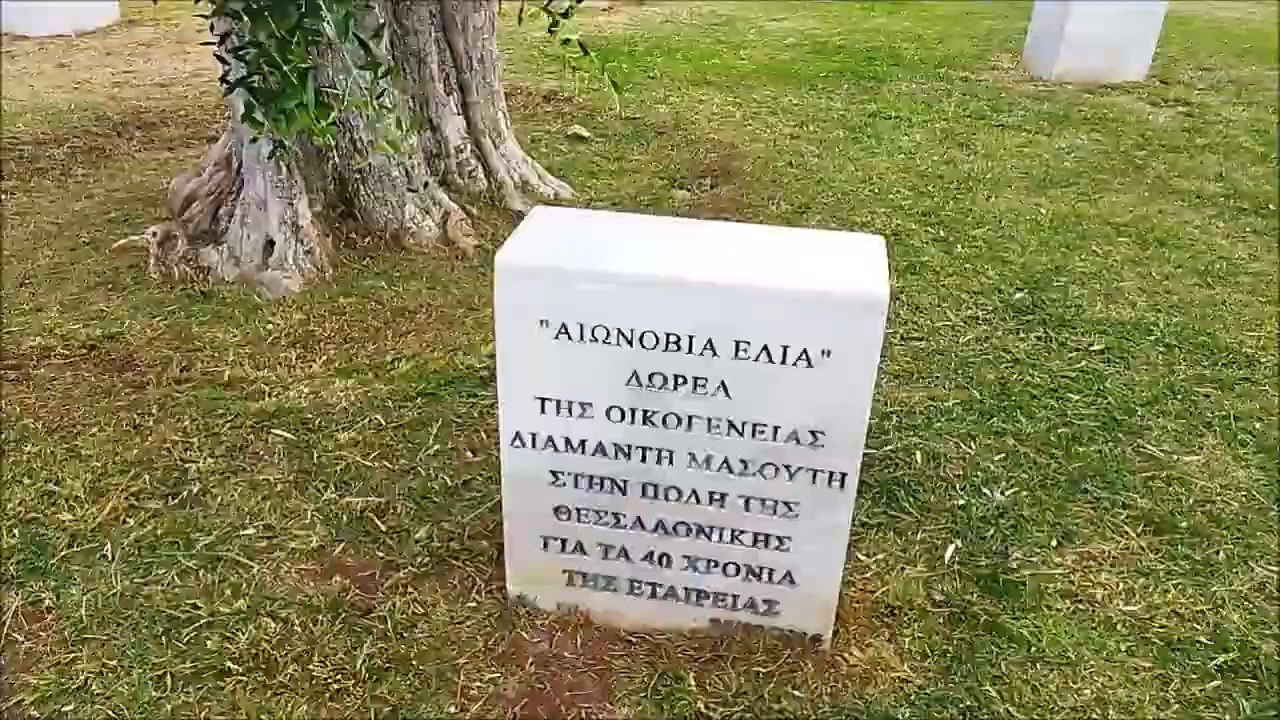 "ΑΙΩΝΟΒΙΑ ΕΛΙΑ"
ΔΩΡΕΑ
ΤΗΣ ΟΙΚΟΓΕΝΕΙΑΣ
ΔΙΑΜΑΝΤΗ ΜΑΣΟΥΤΗ
ΣΤΗΝ ΠΟΛΗ ΤΗΣ
ΘΕΣΣΑΛΟΝΙΚΗΣ
ΓΙΑ ΤΑ 40 ΧΡΟΝΙΑ
ΤΗΣ ΕΤΑΙΡΕΙΑΣ